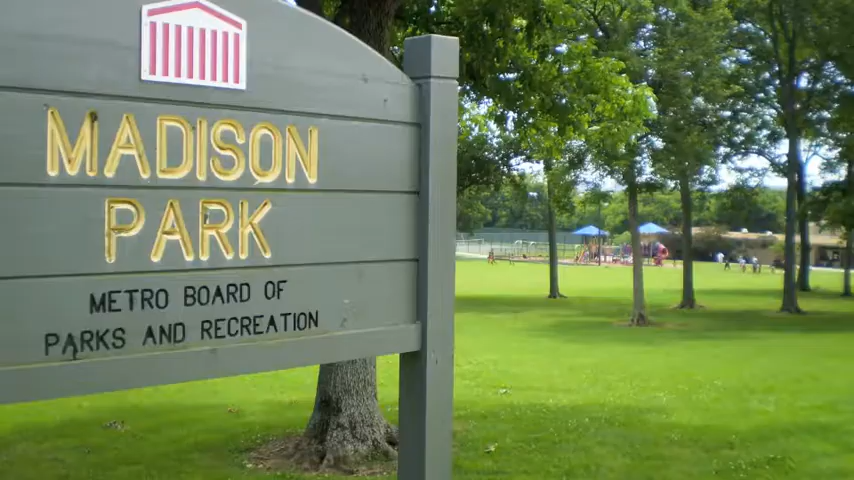 MADISON
PARK
METRO BOARD OF
PARKS AND RECREATION